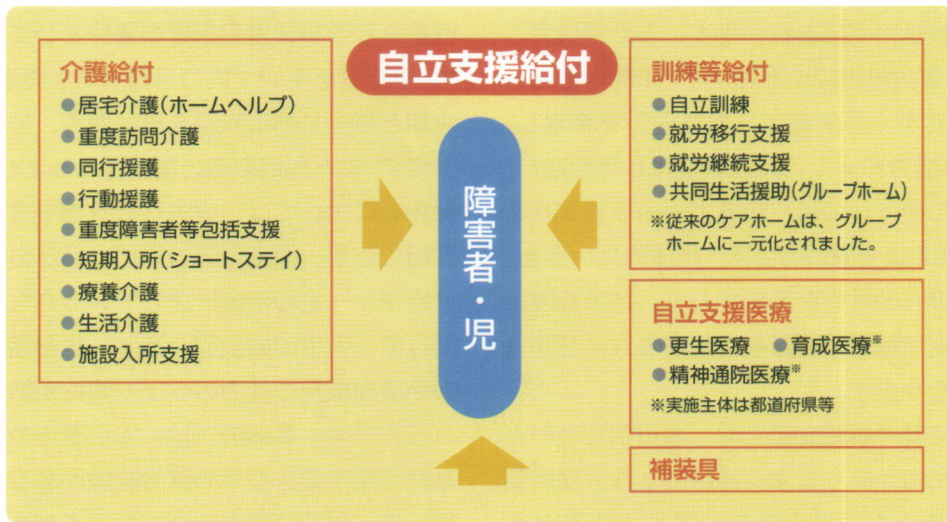 自立支援給付
介護給付
●居宅介護(ホームヘルプ)
●重度訪問介護
●同行援護
●行動援護
●重度障害者等包括支援
●短期入所(ショートステイ)
●療養介護
●生活介護
●施設入所支援
障害者・児
訓練等給付
●自立訓練
●就労移行支援
●就労継続支援
●共同生活援助(グループホーム)
※従来のケアホームは、グループ
ホームに一元化されました。
自立支援医療
●更生医療 ●育成医療※
●精神通院医療※
※実施主体は都道府県等
補装具